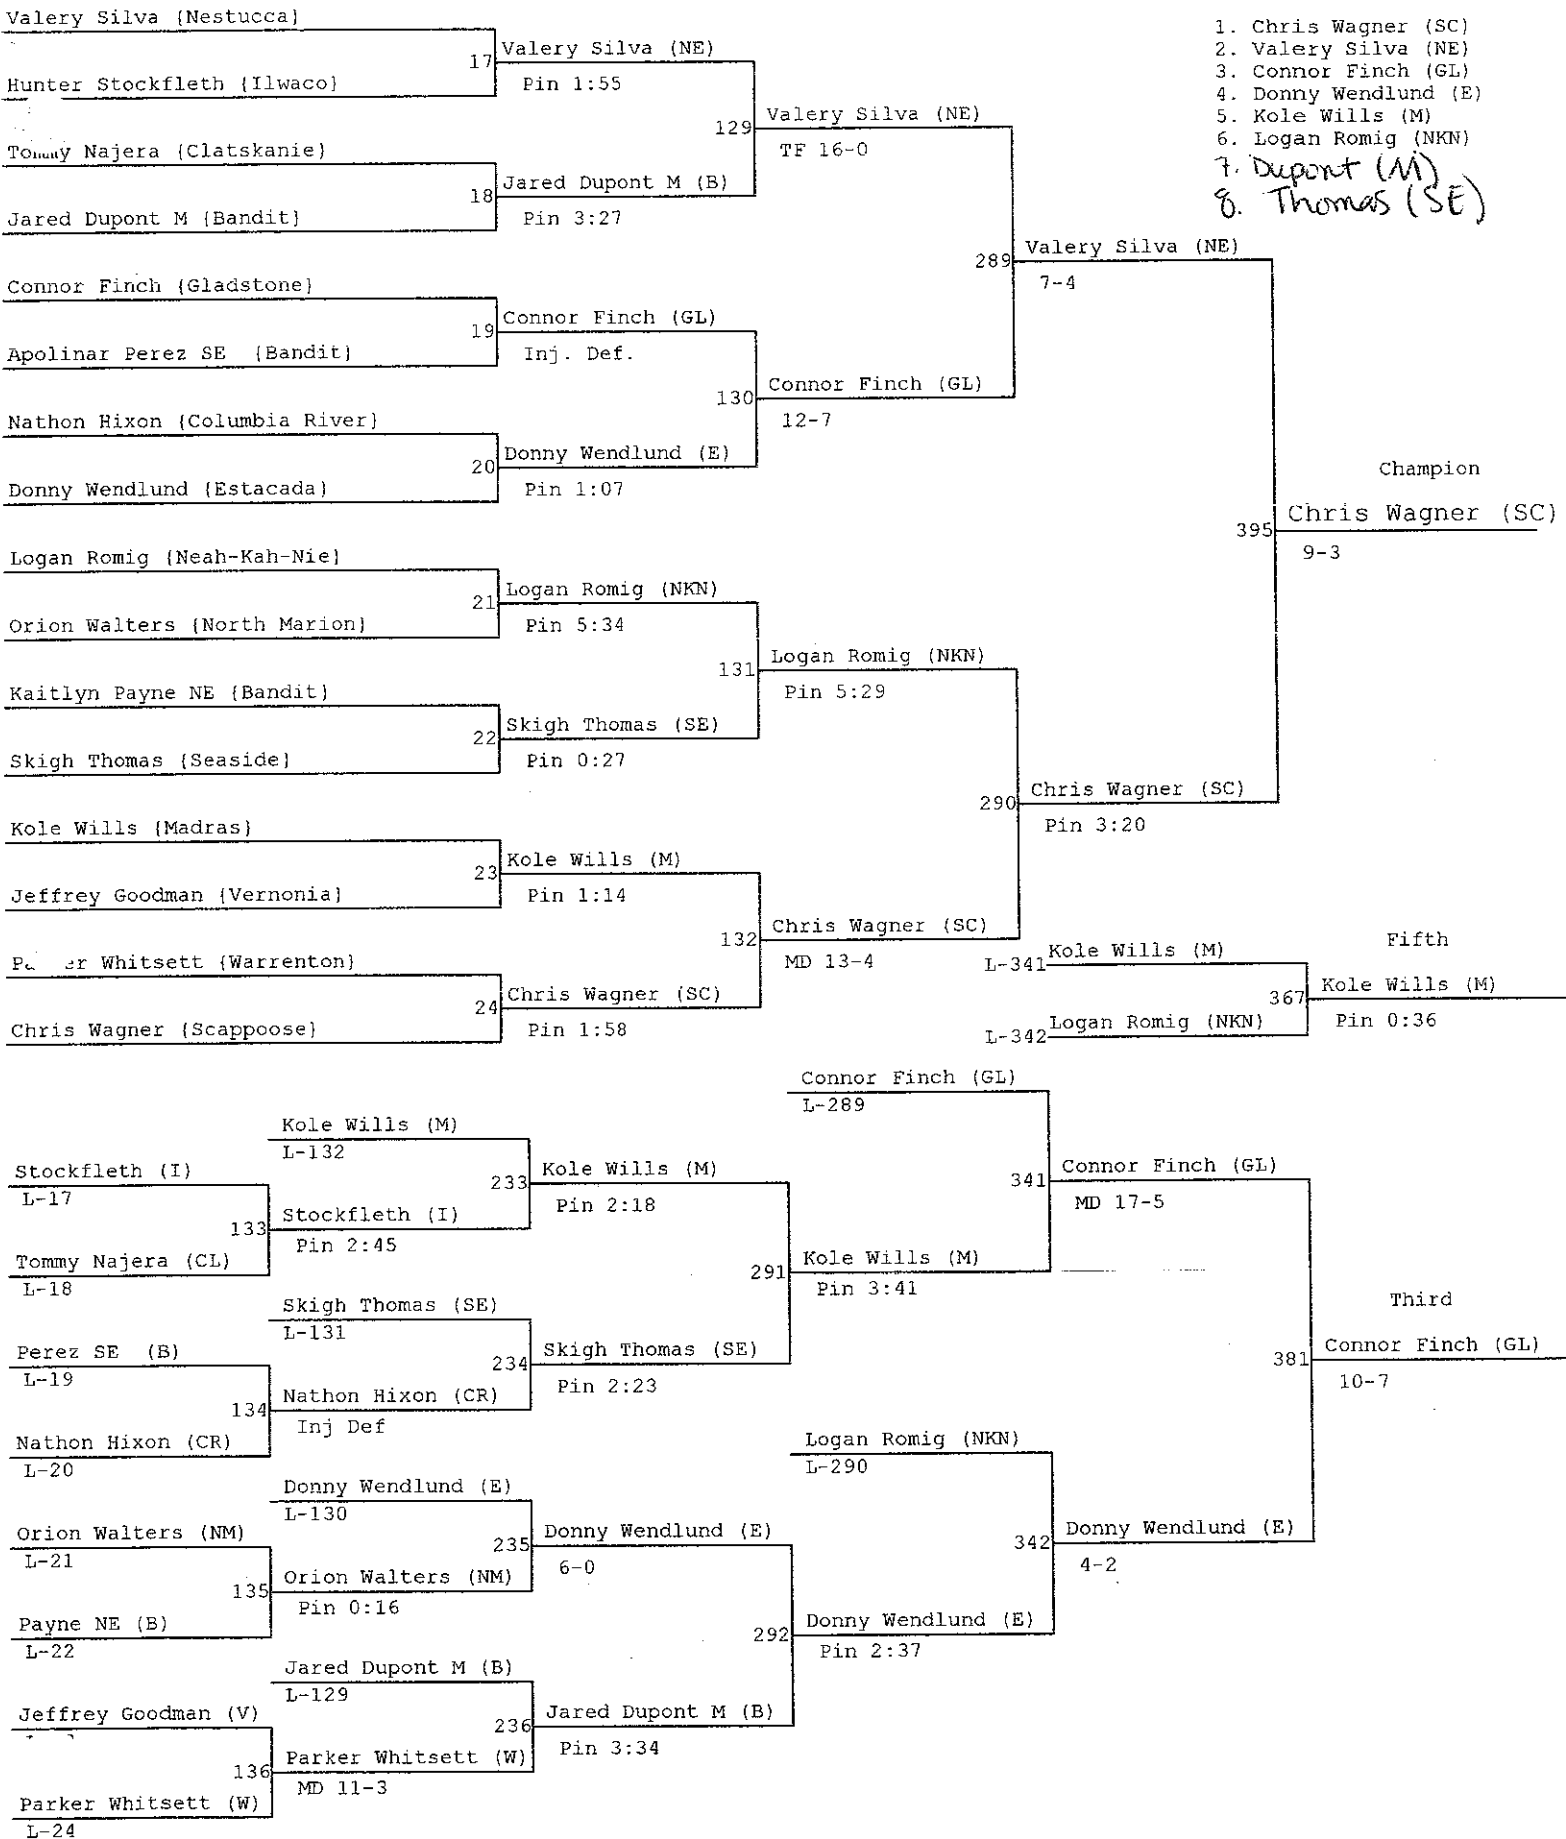 Valery Silva {Nestucca}
17
Valery Silva (NE)
Hunter Stockfleth {Ilwaco}
Pin 1:55
129
Valery Silva (NE)
TF 16-0
Najera {Clatskanie}
18
Jared Dupont M (B)
Jared Dupont M {Bandit}
Pin 3:27
289
Valery Silva (NE)
7-4
Connor Finch {Gladstone}
19
Connor Finch (GL)
Apolinar Perez SE {Bandit}
Inj. Def.
130
Connor Finch (GL)
12-7
Nathon Hixon {Columbia River}
20
Donny Wendlund (E)
Donny Wendlund {Estacada}
Pin 1:07
1. Chris Wagner (SC)
2. Valery Silva (NE)
3. Connor Finch (GL)
4. Donny Wendlund (E)
5. Kole Wills (M)
6. Logan Romig (NKN)
7. Dupont (M)
8. Thomas (SE)
Champion
395
Chris Wagner (SC)
9-3
Logan Romig {Neah-Kah-Nie}
21
Logan Romig (NKN)
Orion Walters {North Marion}
Pin 5:34
131
Logan Romig (NKN)
Pin 5:29
Kaitlyn Payne NE {Bandit}
22
Skigh Thomas (SE)
Skigh Thomas {Seaside}
Pin 0:27
290
Chris Wagner (SC)
Pin 3:20
Kole Wills {Madras}
23
Kole Wills (M)
Jeffrey Goodman {Vernonia}
Pin 1:14
132
Chris Wagner (SC)
MD 13-4
Whitsett {Warrenton}
24
Chris Wagner (SC)
Chris Wagner {Scappoose}
Pin 1:58
Fifth
L-341
Kole Wills (M)
367
Kole Wills (M)
L-342
Logan Romig (NKN)
Pin 0:36
Connor Finch (GL)
L-289
Kole Wills (M)
L-132
Stockfleth (I)
L-17
233
Kole Wills (M)
Pin 2:18
133
Stockfleth (I)
Pin 2:45
Tommy Najera (CL)
L-18
341
Connor Finch (GL)
MD 17-5
291
Kole Wills (M)
Pin 3:41
Skigh Thomas (SE)
L-131
Perez SE (B)
L-19
234
Skigh Thomas (SE)
Pin 2:23
134
Nathon Hixon (CR)
Inj Def
Nathon Hixon (CR)
L-20
Third
381
Connor Finch (GL)
10-7
Logan Romig (NKN)
L-290
Donny Wendlund (E)
L-130
Orion Walters (NM)
L-21
235
Donny Wendlund (E)
6-0
135
Orion Walters (NM)
Pin 0:16
Payne NE (B)
L-22
342
Donny Wendlund (E)
4-2
292
Donny Wendlund (E)
Pin 2:37
Jared Dupont M (B)
L-129
Jeffrey Goodman (V)
236
Jared Dupont M (B)
Pin 3:34
136
Parker Whitsett (W)
MD 11-3
Parker Whitsett (W)
L-24